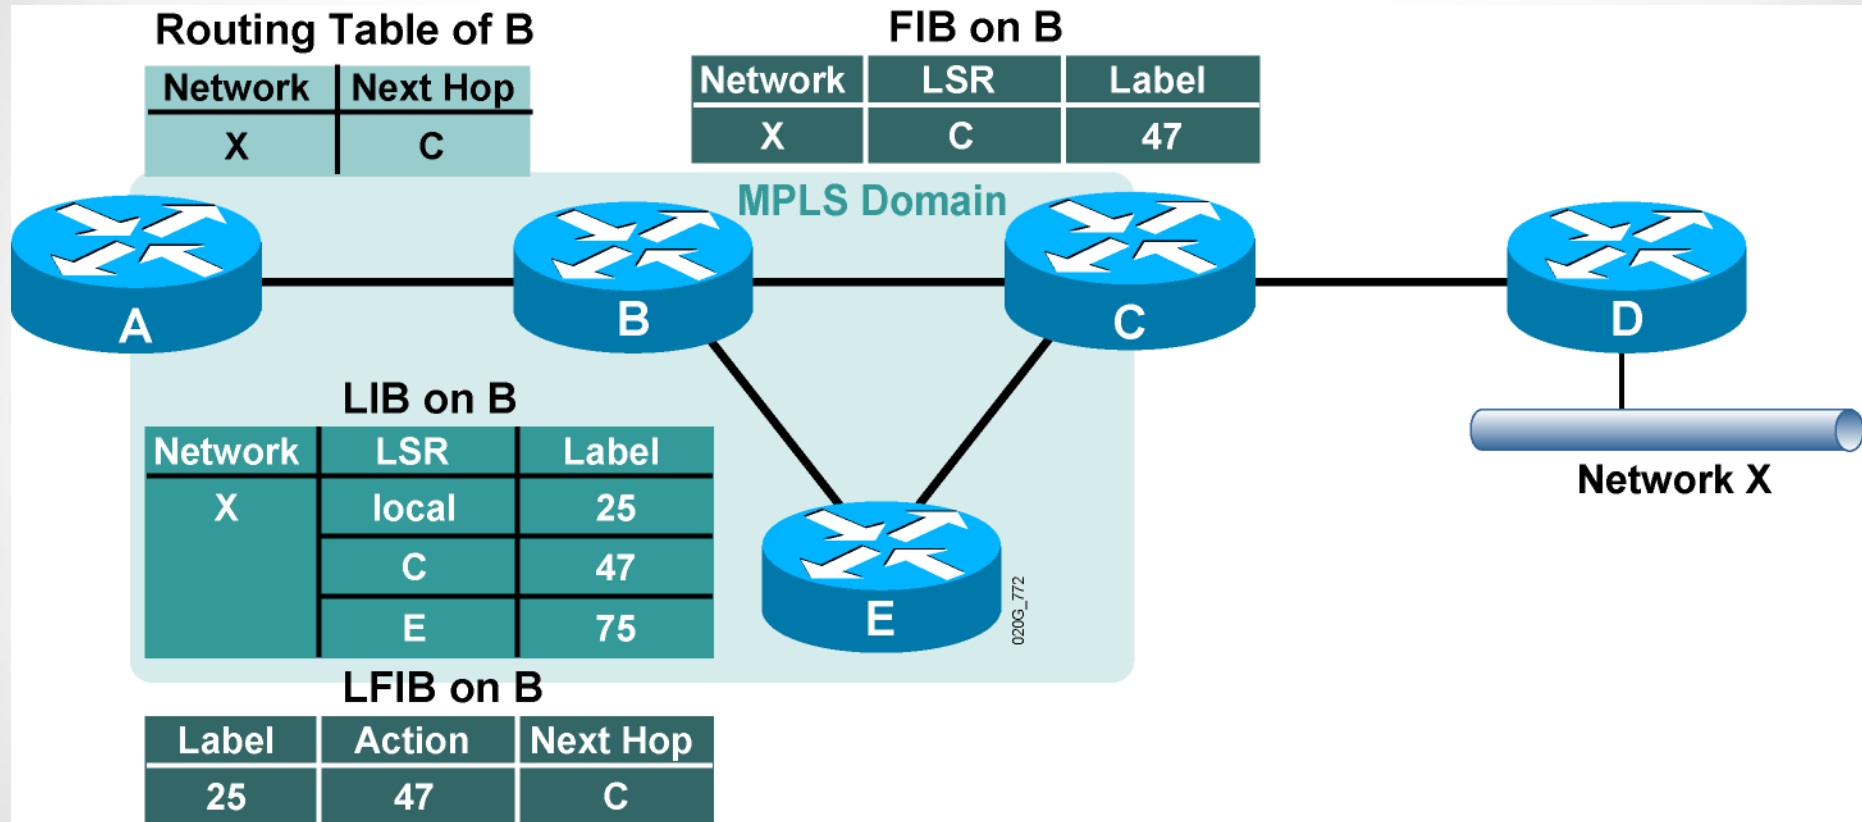 Routing Table of B
Network Next Hop
X C
FIB on B
Network LSR Label
X C 47
MPLS Domain
A
B
C
D
Network X
LIB on B
Network LSR Label
X local 25
C 47
E 75
E
020G_772
LFIB on B
Label Action Next Hop
25 47 C